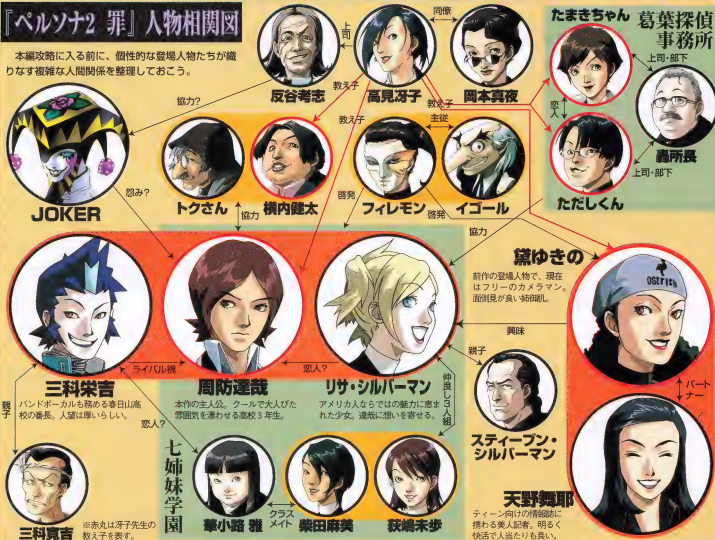 『ペルソナ2 罪』人物相関図
本編攻略に入る前に、個性的な登場人物たちが織
りなす複雑な人間関係を整理しておこう。
上司
同僚
反谷考志
高見冴子
岡本真夜
たまきちゃん
葛葉探偵
事務所
上司・部下
恋人
轟所長
上司・部下
ただしくん
協力?
教え子
教え子
教え子
主従
JOKER
トクさん
横内健太
フィレモン
イゴール
怨み?
協力
啓発
啓発
協力
黛ゆきの
前作の登場人物で、現在
はフリーのカメラマン。
面倒見が良い姉御肌。
OStrich
興味
三科栄吉
バンドボーカルも務める春日山高
校の番長。人望は厚いらしい。
ライバル視
周防達哉
本作の主人公。クールで大人びた
雰囲気を漂わせる高校3年生。
恋人?
リサ・シルバーマン
アメリカ人ならではの魅力に恵ま
れた少女。達哉に想いを寄せる。
親子
スティーブン・
シルバーマン
パート
ナー
親子
恋人?
仲良し3人組
七姉妹学園
三科寛吉
※赤丸は冴子先生の
教え子を表す。
華小路 雅
クラス
メイト
柴田麻美
荻嶋未歩
天野舞耶
ティーン向けの情報誌に
携わる美人記者。明るく
快活で人当たりも良い。